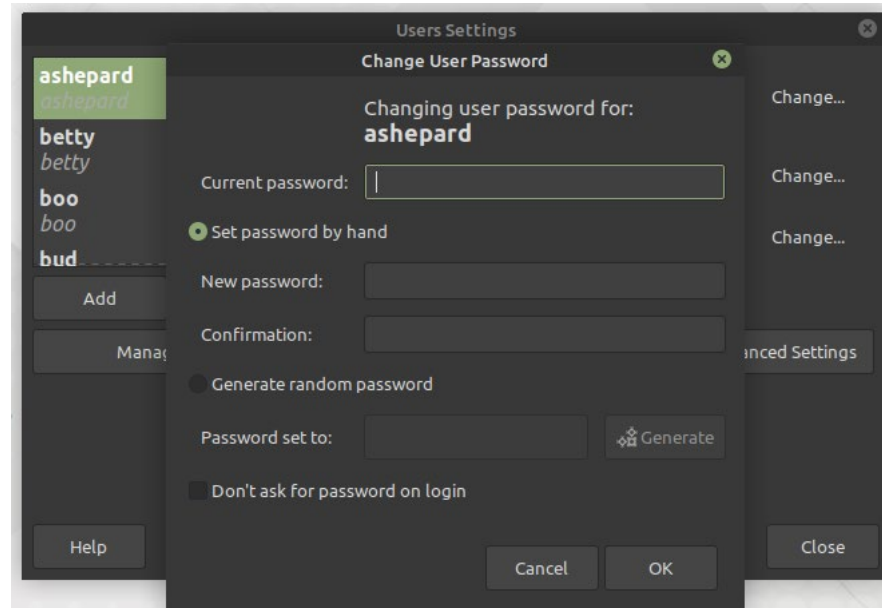 Users Settings
Change User Password
ashepard
ashepard
betty
betty
boo
boo
bud
Add
Changing user password for:
ashepard
Current password:
Set password by hand
New password:
Confirmation:
Generate random password
Password set to:
Generate
Don't ask for password on login
Cancel
OK
Change...
Change...
Change...
Manag
anced Settings
Help
Close